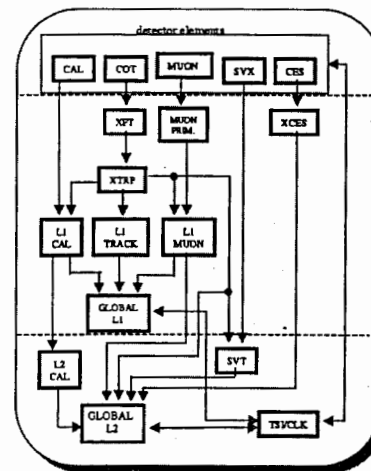 detector elements
CAL
COT
MUON
SVX
CES
XFT
MUON
PRIM.
XCES
XTRP
L1
CAL
L1
TRACK
L1
MUON
GLOBAL
L1
L2
CAL
SVT
GLOBAL
L2
TSI/CLK